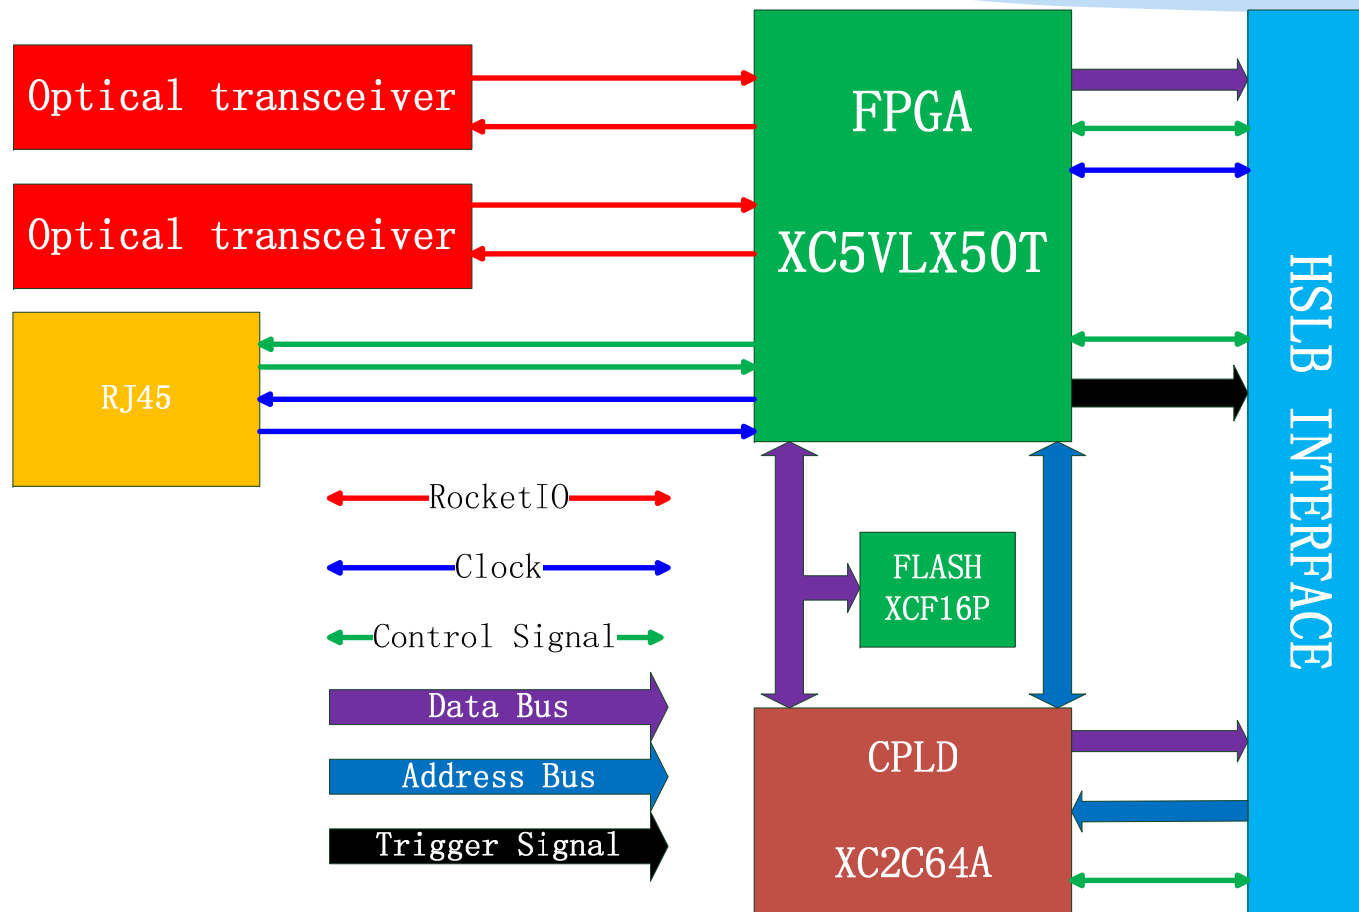 Optical transceiver
Optical transceiver
RJ45
FPGA
XC5VLX50T
HSLB INTERFACE
RocketIO
Clock
Control Signal
Data Bus
Address Bus
Trigger Signal
FLASH
XCF16P
CPLD
XC2C64A